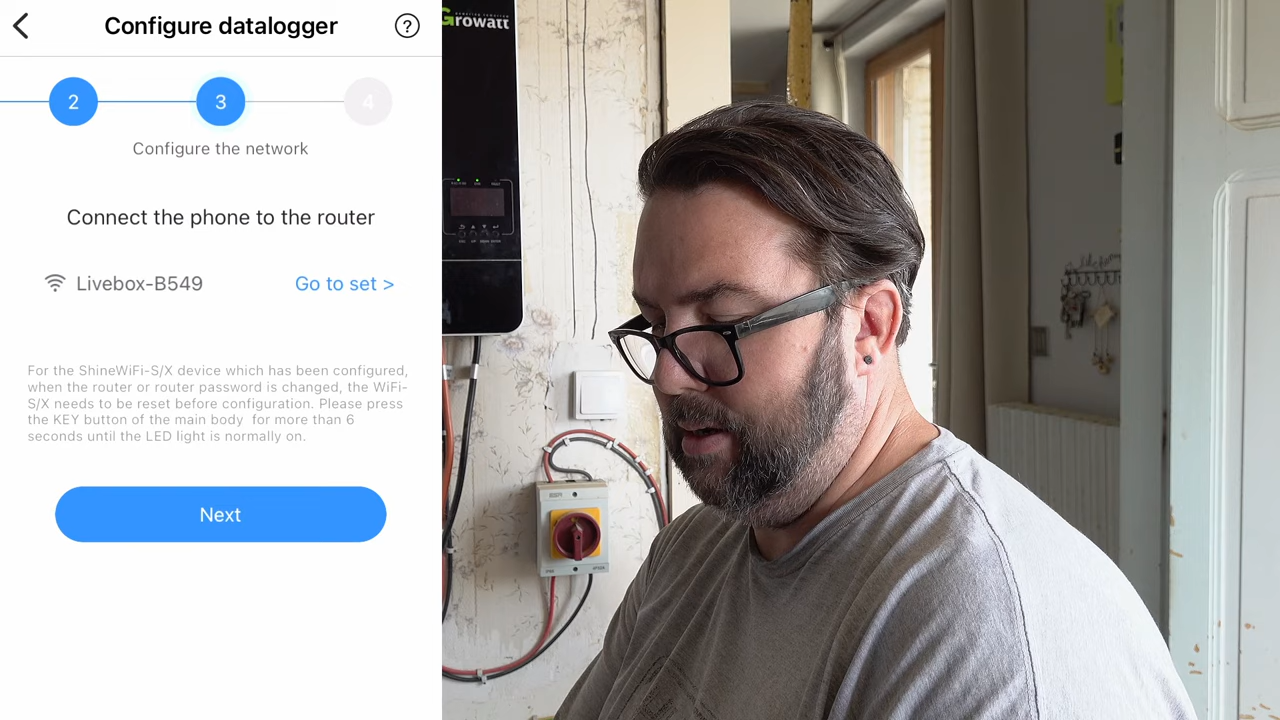 Configure datalogger
?
2
3
4
Configure the network
Connect the phone to the router
Livebox-B549
Go to set >
For the ShineWiFi-S/X device which has been configured,
when the router or router password is changed, the WiFi-
S/X needs to be reset before configuration. Please press
the KEY button of the main body for more than 6
seconds until the LED light is normally on.
Next
Growatt